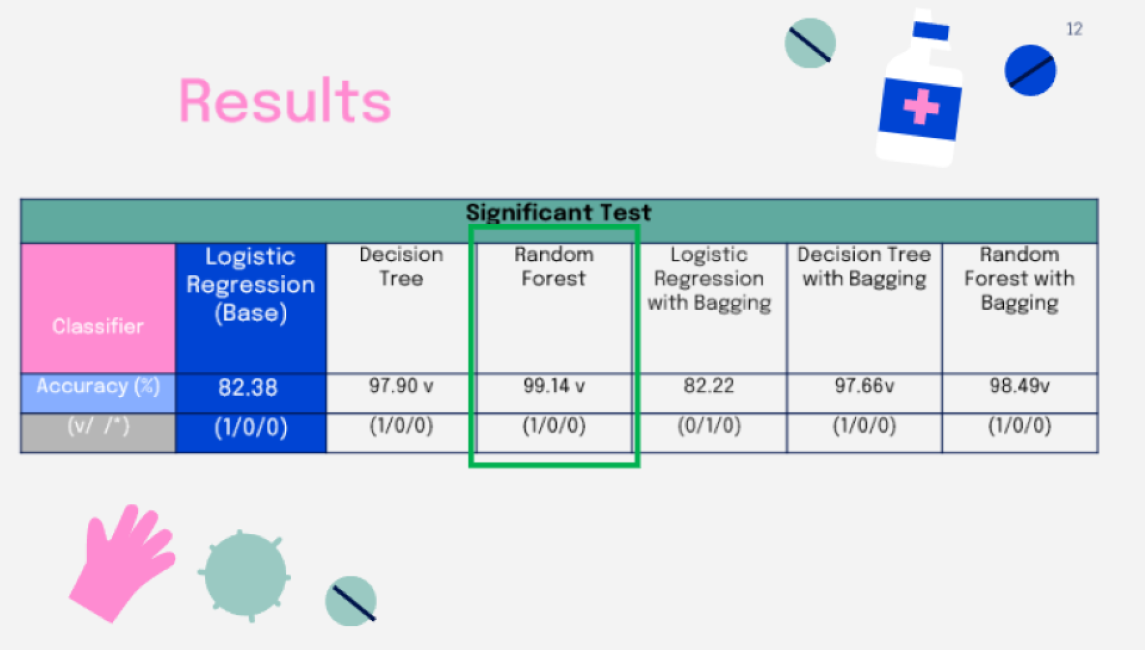 12
Results
Significant Test
Classifier
Logistic
Regression
(Base)
Decision
Tree
Random
Forest
Logistic
Regression
with Bagging
Decision Tree
with Bagging
Random
Forest with
Bagging
Accuracy (%) 82.38 97.90 v 99.14 v 82.22 97.66v 98.49v
(v/ /*) (1/0/0) (1/0/0) (1/0/0) (0/1/0) (1/0/0) (1/0/0)